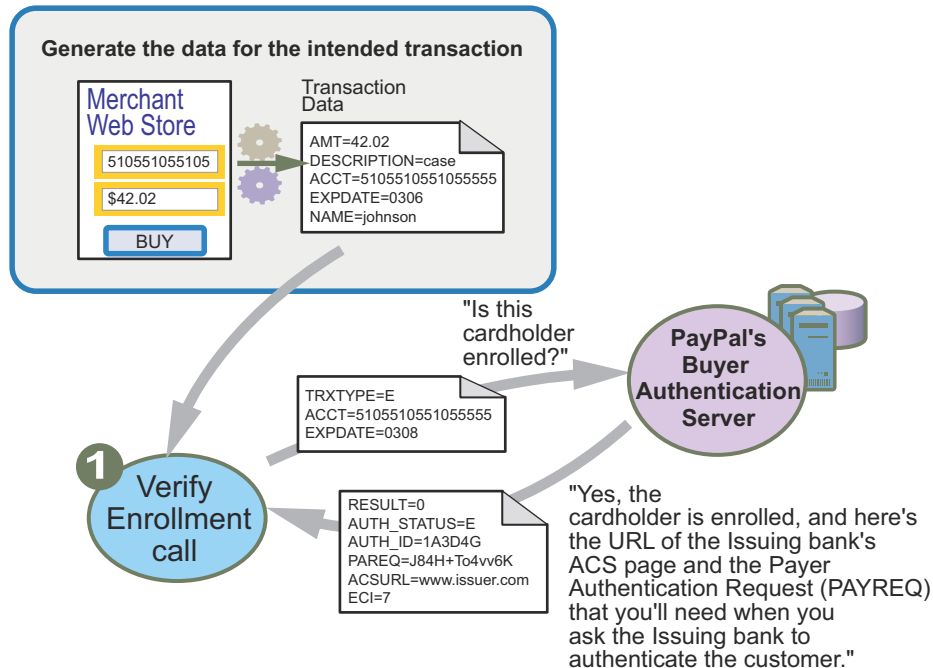 Generate the data for the intended transaction
Merchant
Web Store
510551055105
$42.02
BUY
Transaction
Data
AMT=42.02
DESCRIPTION=case
ACCT=5105510551055555
EXPDATE=0306
NAME=johnson
"Is this
cardholder
enrolled?"
PayPal's
Buyer
Authentication
Server
TRXTYPE=E
ACCT=5105510551055555
EXPDATE=0308
1
Verify
Enrollment
call
RESULT=0
AUTH_STATUS=E
AUTH_ID=1A3D4G
PAREQ=J84H+To4vv6K
ACSURL=www.issuer.com
ECI=7
"Yes, the
cardholder is enrolled, and here's
the URL of the Issuing bank's
ACS page and the Payer
Authentication Request (PAYREQ)
that you'll need when you
ask the Issuing bank to
authenticate the customer."